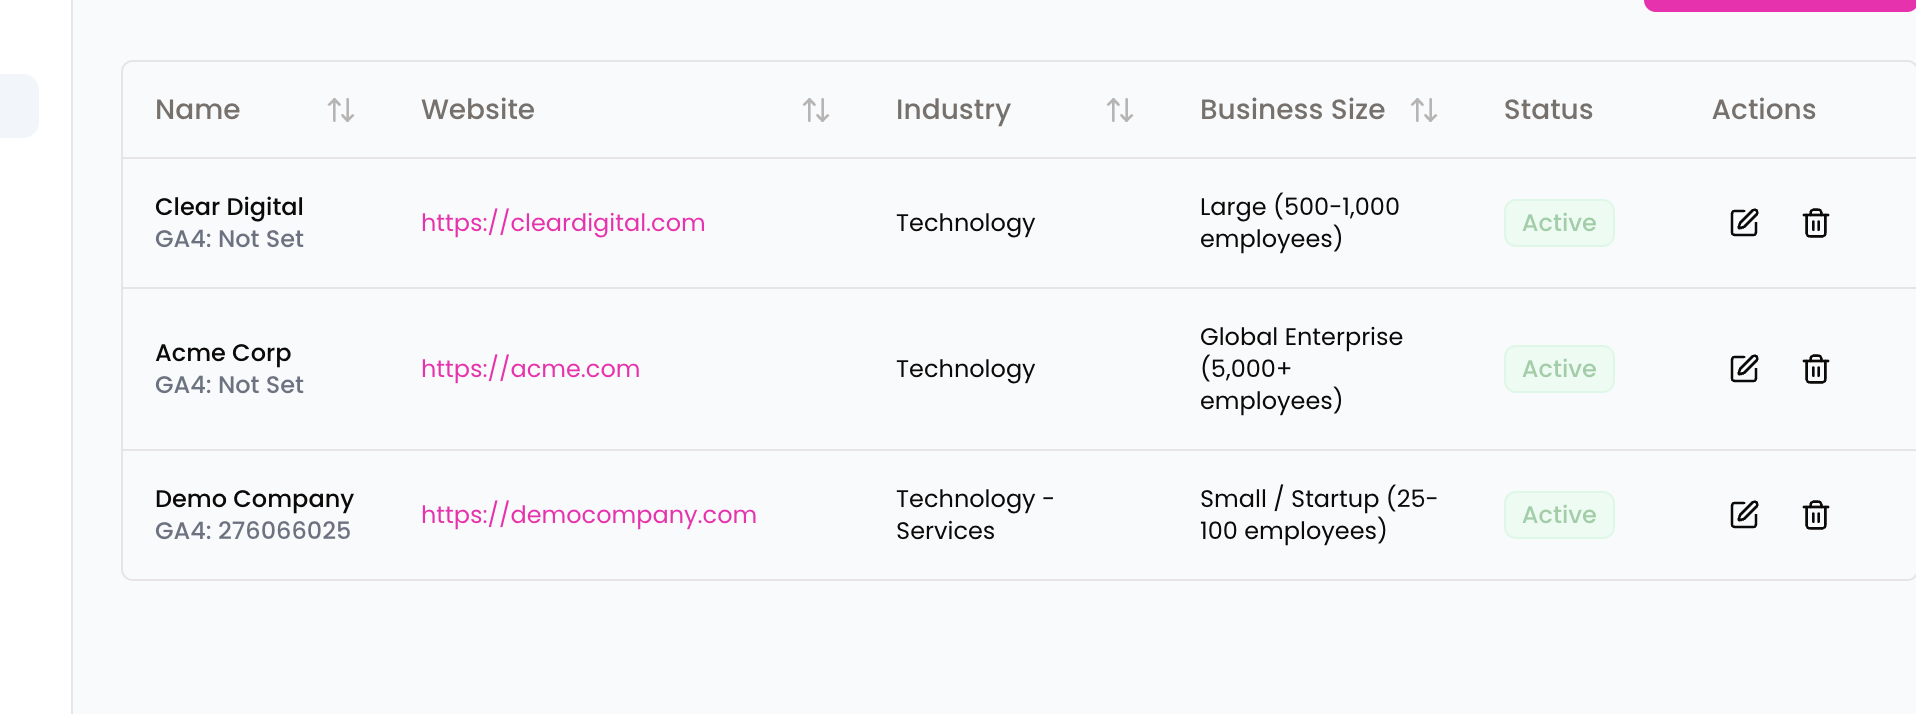 Name Website Industry Business Size Status Actions
Clear Digital
GA4: Not Set
https://cleardigital.com
Technology
Large (500-1,000
employees)
Active
Acme Corp
GA4: Not Set
https://acme.com
Technology
Global Enterprise
(5,000+
employees)
Active
Demo Company
GA4: 276066025
https://democompany.com
Technology -
Services
Small / Startup (25-
100 employees)
Active